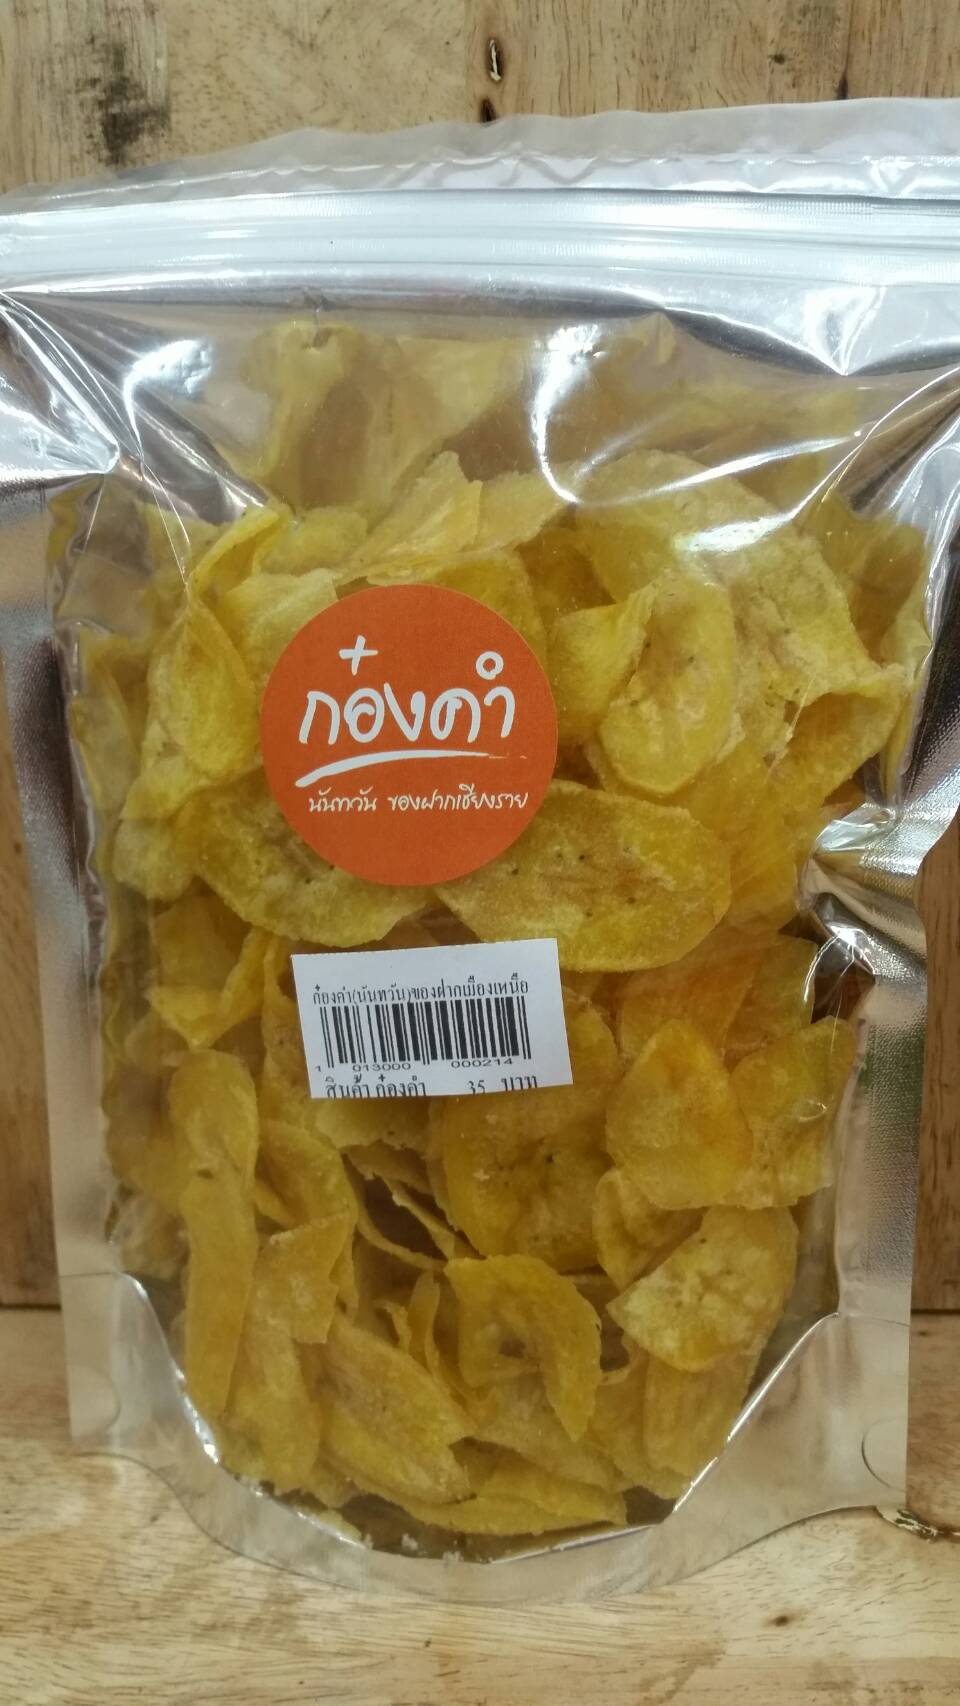 ก๋องคำ
นันทวัน ของฝากเชียงราย
ก๋องคำ(นันทวัน)ของฝากเมืองเหนือ
1 013000 000214
สินค้า ก๋องคำ 35 บาท